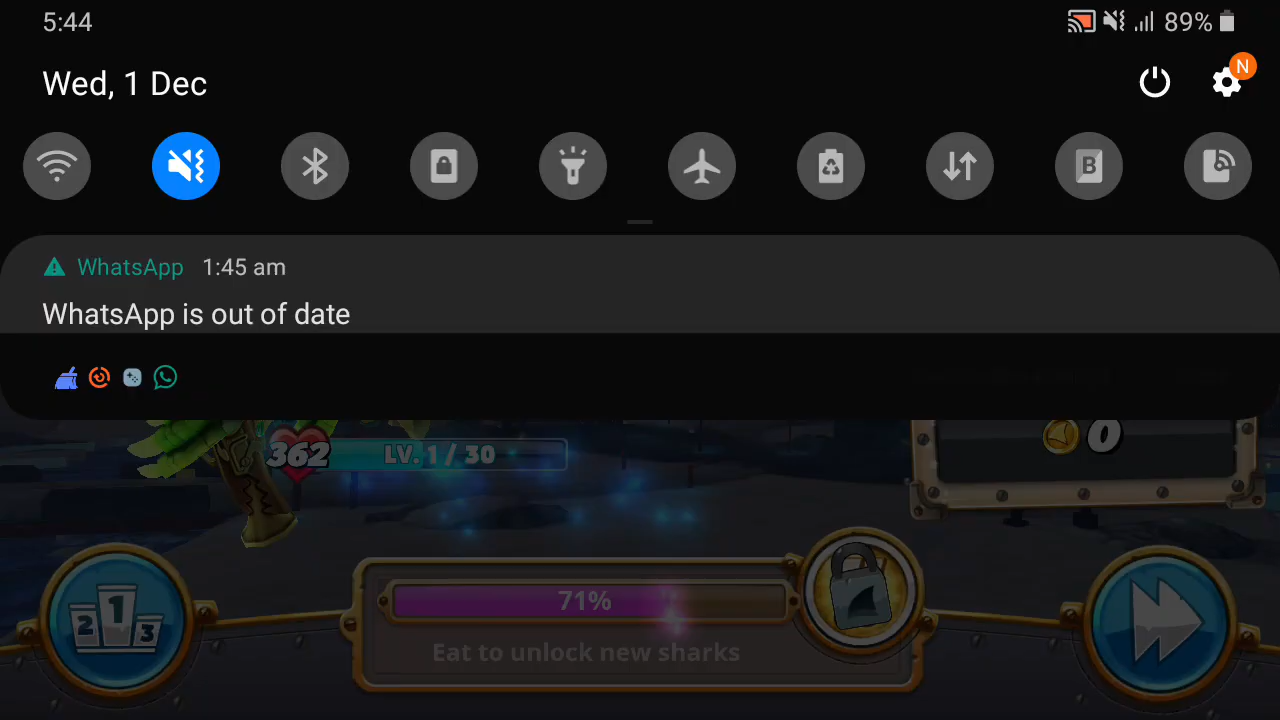 5:44 89%
Wed, 1 Dec N
B
WhatsApp 1:45 am
WhatsApp is out of date
362 LV. 1 / 30 0
2 1 3
71%
Eat to unlock new sharks